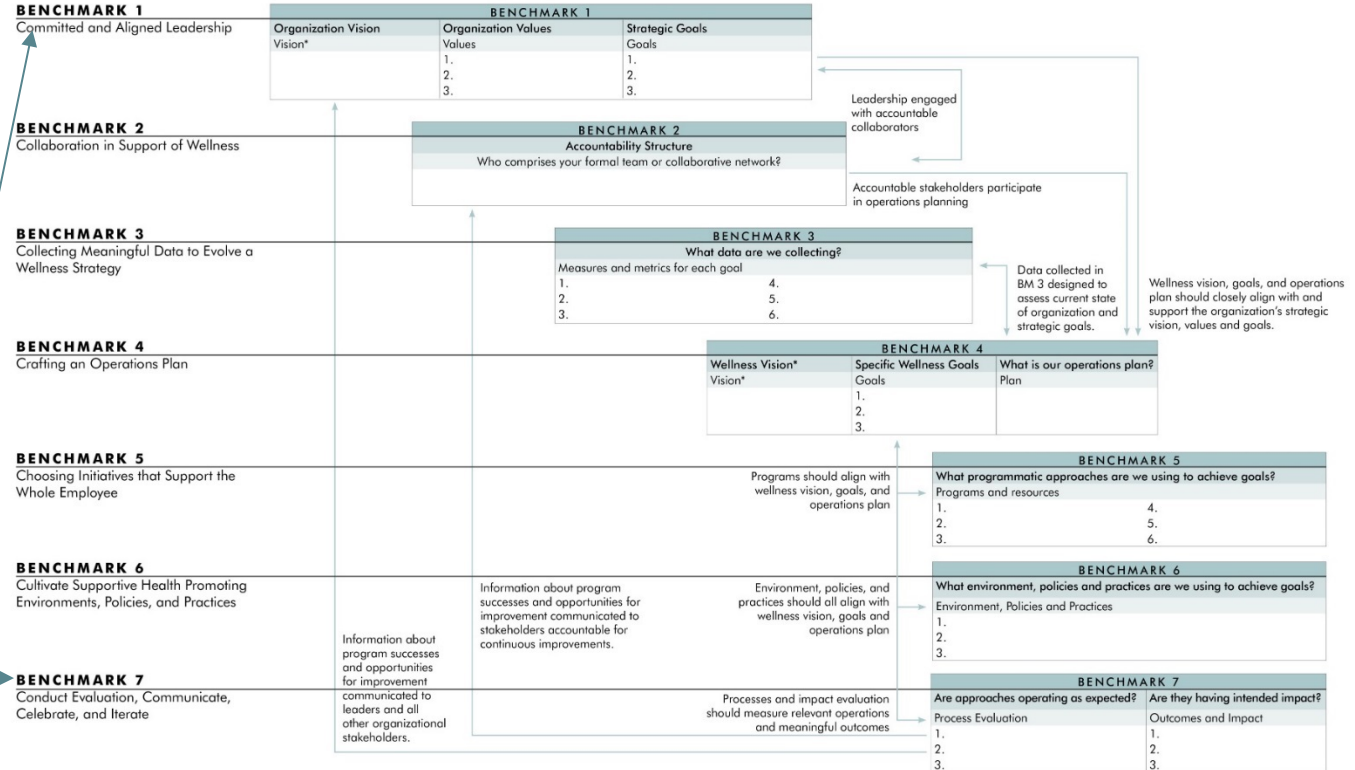 BENCHMARK 1
Committed and Aligned Leadership
BENCHMARK 1
Organization Vision
Organization Values
Strategic Goals
Vision*
Values
Goals
1.
1.
2.
2.
3.
3.
Leadership engaged
with accountable
collaborators
BENCHMARK 2
Collaboration in Support of Wellness
BENCHMARK 2
Accountability Structure
Who comprises your formal team or collaborative network?
Accountable stakeholders participate
in operations planning
BENCHMARK 3
Collecting Meaningful Data to Evolve a
Wellness Strategy
BENCHMARK 3
What data are we collecting?
Measures and metrics for each goal
1.
4.
2.
5.
3.
6.
Data collected in
BM 3 designed to
assess current state
of organization and
strategic goals.
Wellness vision, goals, and operations
plan should closely align with and
support the organization's strategic
vision, values and goals.
BENCHMARK 4
Crafting an Operations Plan
BENCHMARK 4
Wellness Vision*
Specific Wellness Goals
What is our operations plan?
Vision*
Goals
Plan
1.
2.
3.
BENCHMARK 5
Choosing Initiatives that Support the
Whole Employee
Programs should align with
wellness vision, goals, and
operations plan
BENCHMARK 5
What programmatic approaches are we using to achieve goals?
Programs and resources
1.
4.
2.
5.
3.
6.
BENCHMARK 6
Cultivate Supportive Health Promoting
Environments, Policies, and Practices
Information about program
successes and opportunities for
improvement communicated to
stakeholders accountable for
continuous improvements.
Environment, policies, and
practices should all align with
wellness vision, goals and
operations plan
BENCHMARK 6
What environment, policies and practices are we using to achieve goals?
Environment, Policies and Practices
1.
2.
3.
BENCHMARK 7
Conduct Evaluation, Communicate,
Celebrate, and Iterate
Information about
program successes
and opportunities
for improvement
communicated to
leaders and all
other organizational
stakeholders.
Processes and impact evaluation
should measure relevant operations
and meaningful outcomes
BENCHMARK 7
Are approaches operating as expected?
Are they having intended impact?
Process Evaluation
Outcomes and Impact
1.
1.
2.
2.
3.
3.